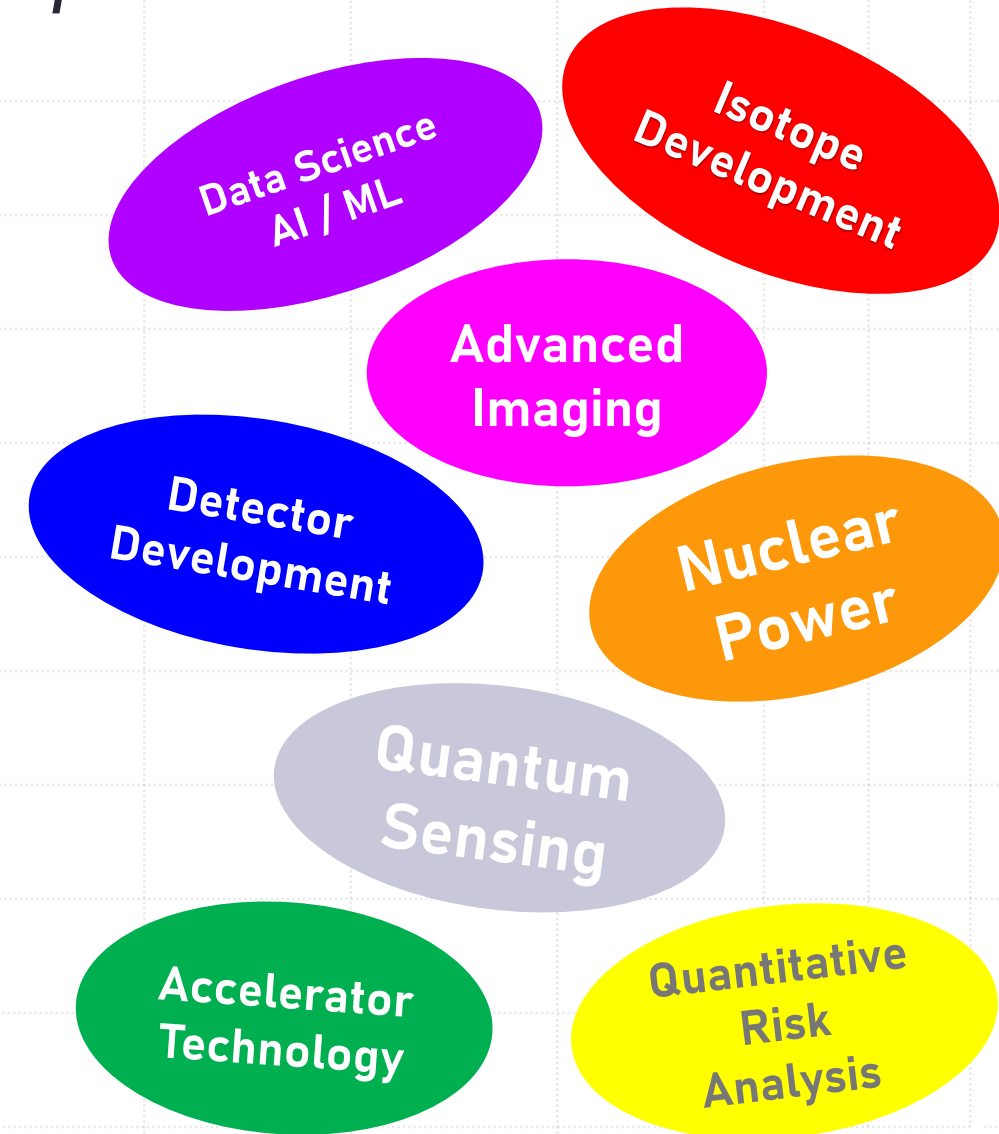 Data Science
AI / ML
Isotope
Development
Advanced
Imaging
Detector
Development
Nuclear
Power
Quantum
Sensing
Accelerator
Technology
Quantitative
Risk
Analysis